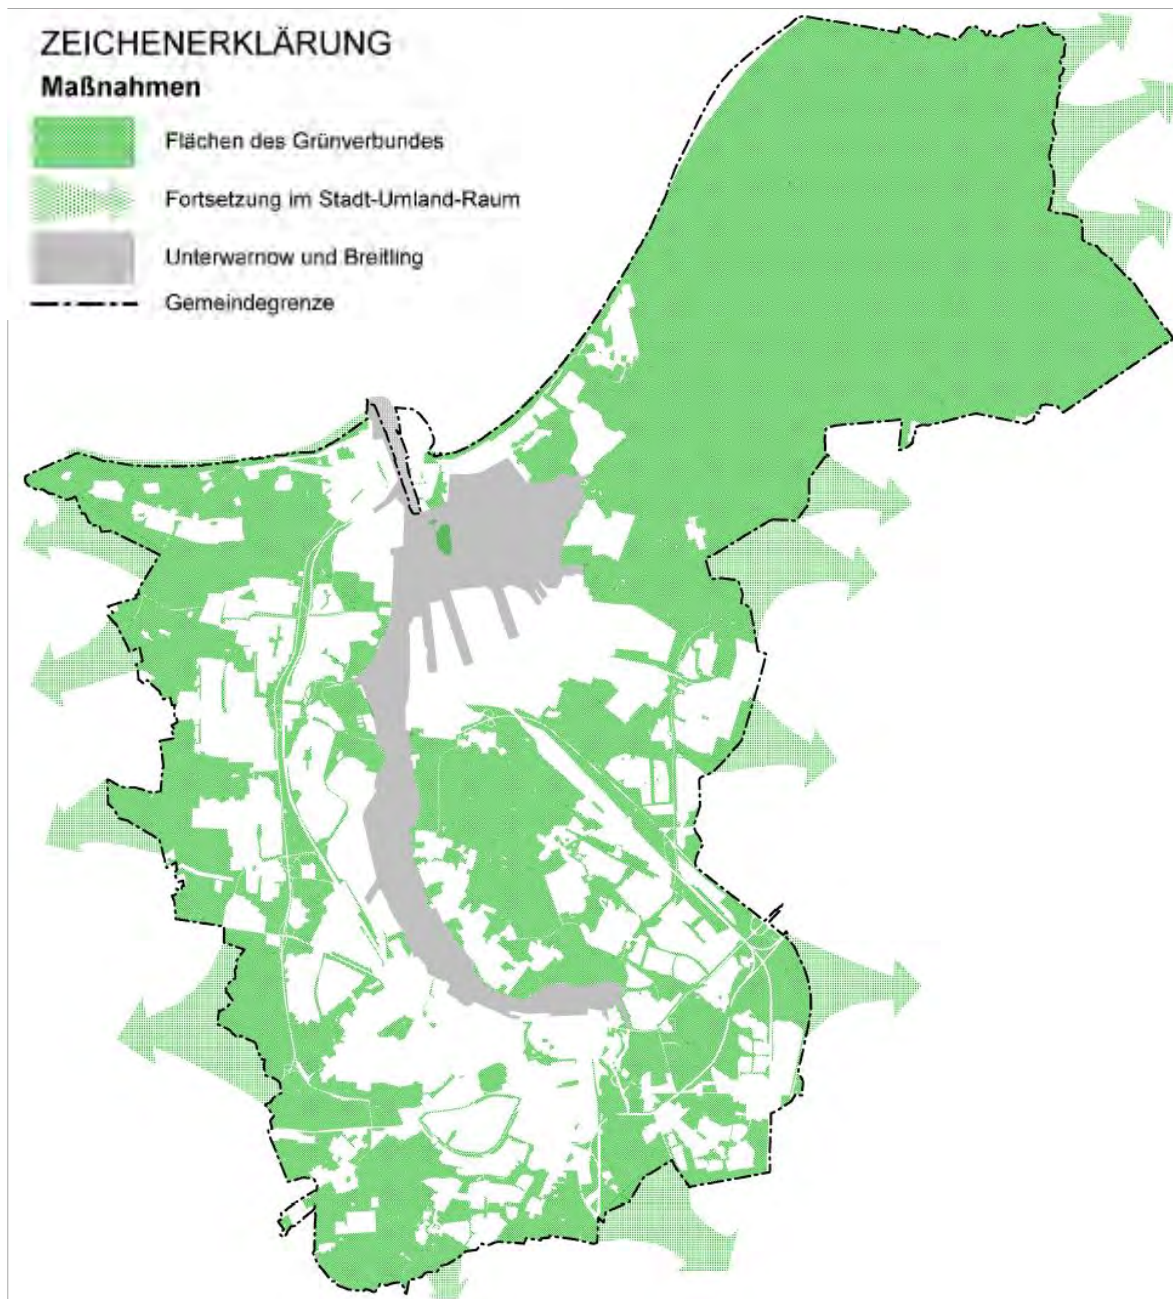 ZEICHENERKLÄRUNG
Maßnahmen
Flächen des Grünverbundes
Fortsetzung im Stadt-Umland-Raum
Unterwarnow und Breitling
Gemeindegrenze